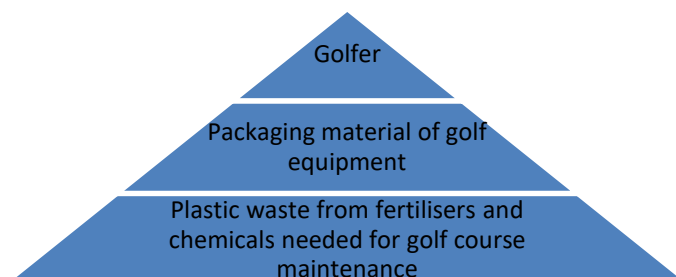 Golfer
Packaging material of golf
equipment
Plastic waste from fertilisers and
chemicals needed for golf course
maintenance